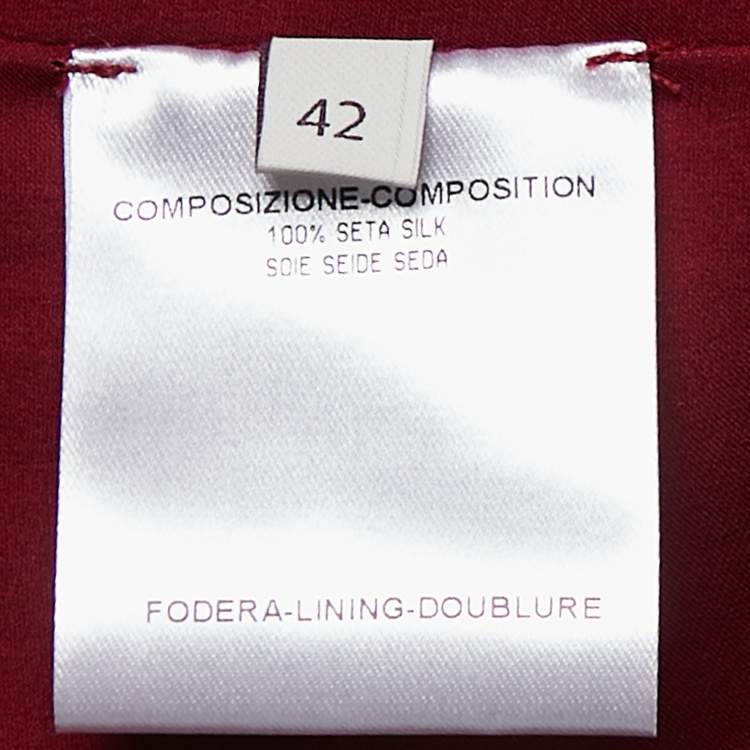 42
COMPOSIZIONE-COMPOSITION
100% SETA SILK
SOIE SEIDE SEDA
FODERA-LINING-DOUBLURE